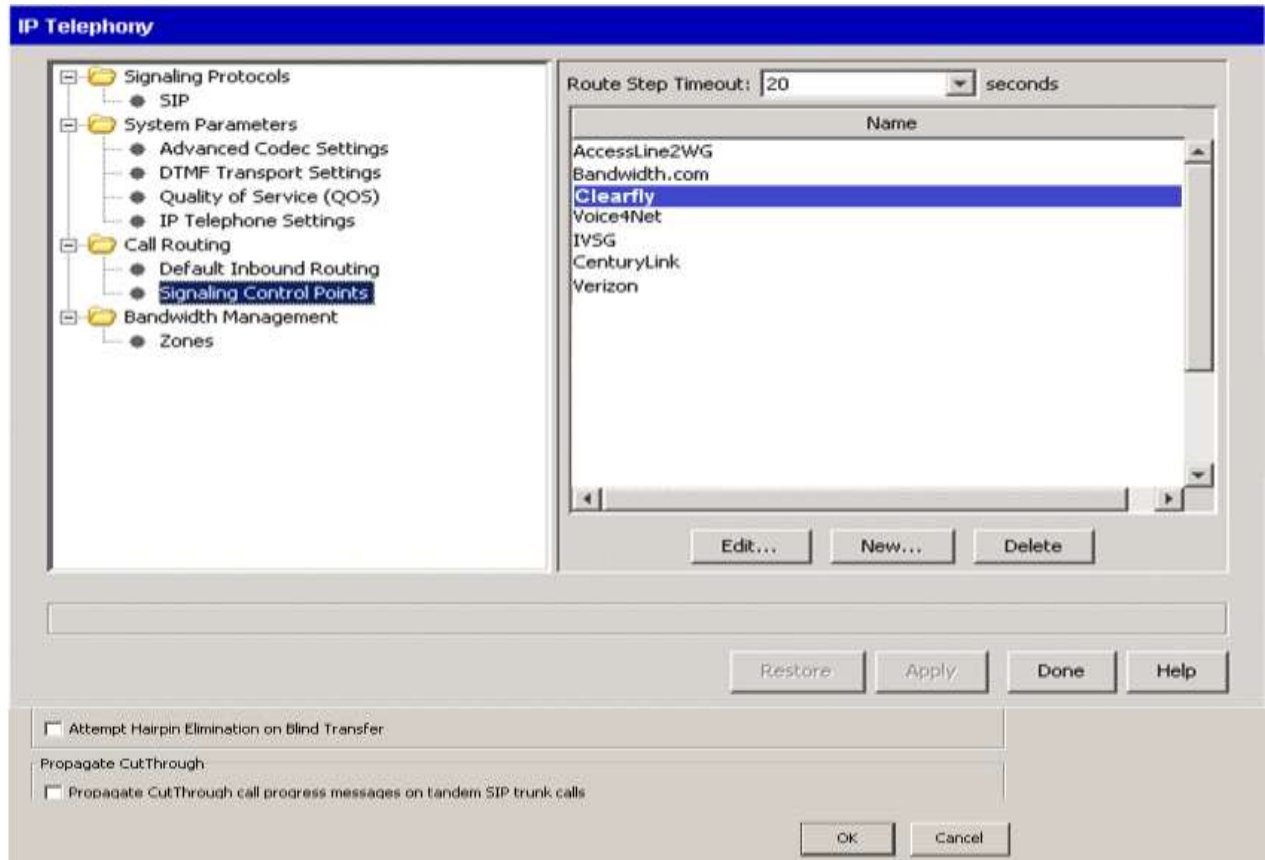 IP Telephony
Signaling Protocols
SIP
System Parameters
Advanced Codec Settings
DTMF Transport Settings
Quality of Service (QOS)
IP Telephone Settings
Call Routing
Default Inbound Routing
Signaling Control Points
Bandwidth Management
Zones
Route Step Timeout: 20 seconds
Name
AccessLine2WG
Bandwidth.com
Clearfly
Voice4Net
IVSG
CenturyLink
Verizon
Edit... New... Delete
Restore Apply Done Help
Attempt Hairpin Elimination on Blind Transfer
Propagate CutThrough
Propagate CutThrough call progress messages on tandem SIP trunk calls
OK Cancel